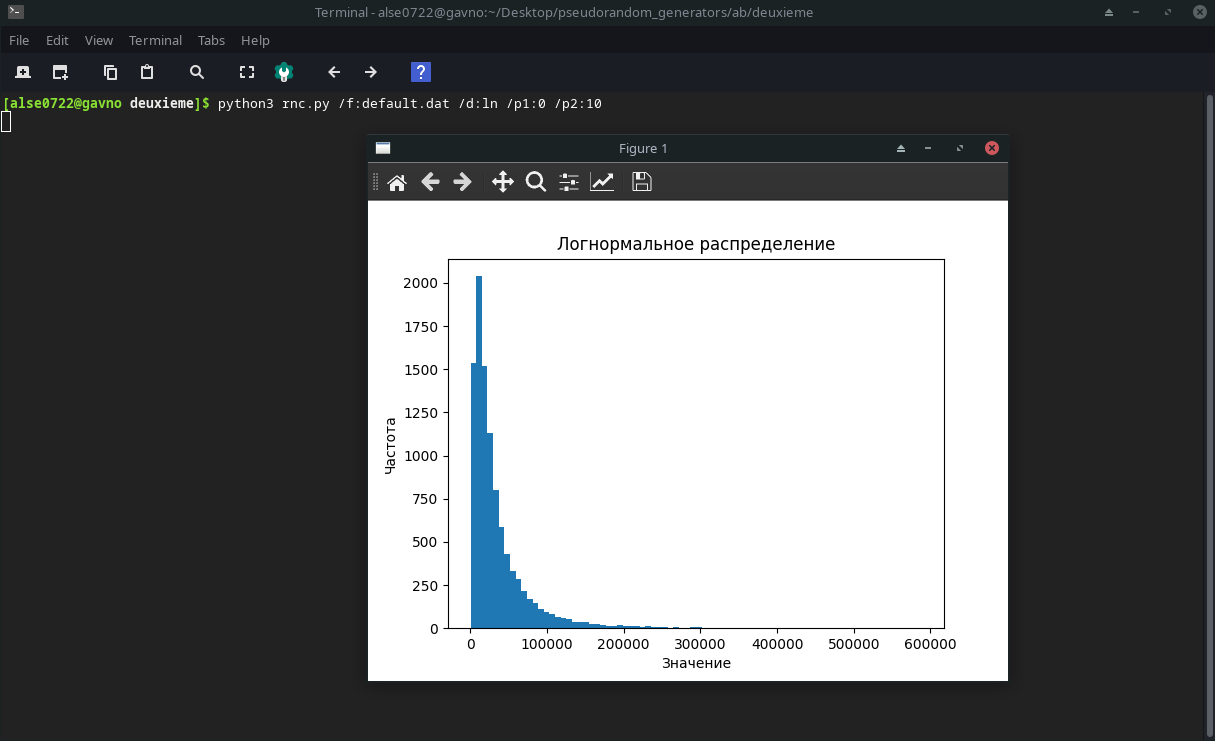 Terminal - alse0722@gavno:~/Desktop/pseudorandom_generators/ab/deuxieme
File Edit View Terminal Tabs Help
?
[alse0722@gavno deuxieme]$ python3 rnc.py /f:default.dat /d:ln /p1:0 /p2:10
Figure 1
Логнормальное распределение
2000
1750
1500
1250
1000
750
500
250
0
Частота
0 100000 200000 300000 400000 500000 600000
Значение